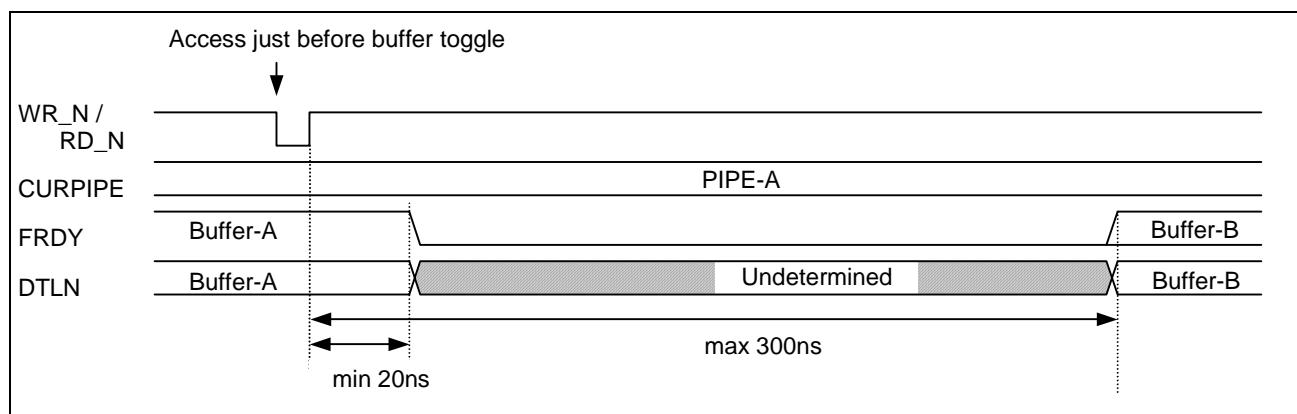 Access just before buffer toggle
WR_N /
RD_N
CURPIPE
PIPE-A
FRDY
Buffer-A
Buffer-B
DTLN
Buffer-A
Undetermined
Buffer-B
max 300ns
min 20ns